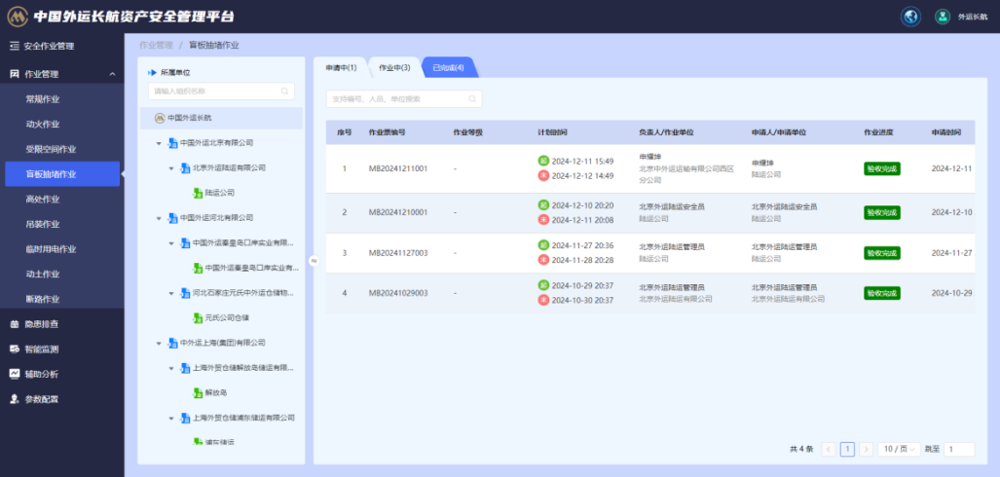 中国外运长航资产安全管理平台
外运长航
安全作业管理
作业管理
常规作业
动火作业
受限空间作业
盲板抽堵作业
高处作业
吊装作业
临时用电作业
动土作业
断路作业
隐患排查
智能监测
辅助分析
参数配置
作业管理 / 盲板抽堵作业
所属单位
请输入组织名称
中国外运长航
中国外运北京有限公司
北京外运陆运有限公司
陆运公司
中国外运河北有限公司
中国外运秦皇岛口岸实业有限...
中国外运秦皇岛口岸实业有...
河北石家庄元氏中外运仓储物...
元氏公司仓储
中外运上海(集团)有限公司
上海外贸仓储解放岛储运有限...
解放岛
上海外贸仓储浦东储运有限公司
浦东储运
申请中(1) 作业中(3) 已完成(4)
支持编号、人员、单位搜索
序号 作业票编号 作业等级 计划时间 负责人/作业单位 申请人/申请单位 作业进度 申请时间
1 MB20241211001 - 起 2024-12-11 15:49 末 2024-12-12 14:49 申耀坤 北京中外运运输有限公司西区分公司 申耀坤 陆运公司 验收完成 2024-12-11
2 MB20241210001 - 起 2024-12-10 20:20 末 2024-12-11 20:08 北京外运陆运安全员 陆运公司 北京外运陆运安全员 陆运公司 验收完成 2024-12-10
3 MB20241127003 - 起 2024-11-27 20:36 末 2024-11-28 20:28 北京外运陆运管理员 陆运公司 北京外运陆运管理员 陆运公司 验收完成 2024-11-27
4 MB20241029003 - 起 2024-10-29 20:37 末 2024-10-30 20:37 北京外运陆运管理员 北京外运陆运有限公司 北京外运陆运管理员 北京外运陆运有限公司 验收完成 2024-10-29
共 4 条 < 1 > 10 / 页 跳至 1